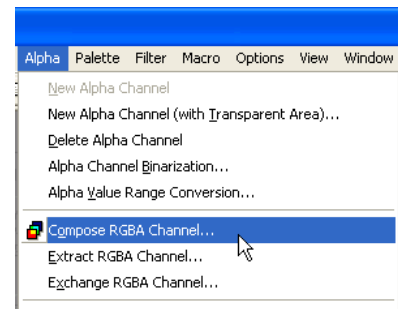 Alpha Palette Filter Macro Options View Window
New Alpha Channel
New Alpha Channel (with Transparent Area)...
Delete Alpha Channel
Alpha Channel Binarization...
Alpha Value Range Conversion...
Compose RGBA Channel...
Extract RGBA Channel...
Exchange RGBA Channel...